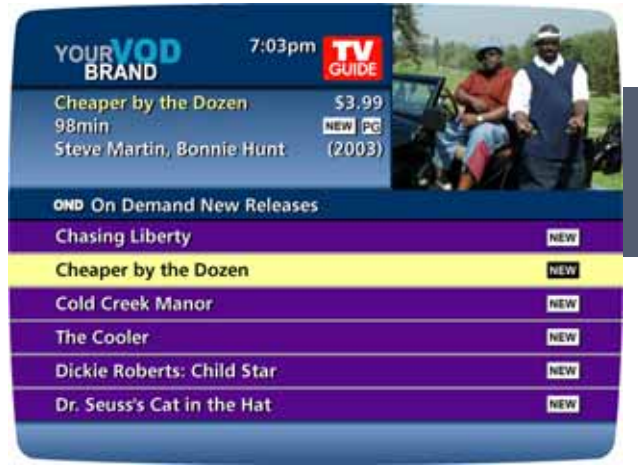 YOUR VOD
BRAND
7:03pm
TV
GUIDE
Cheaper by the Dozen $3.99
98min NEW PG
Steve Martin, Bonnie Hunt (2003)
OND On Demand New Releases
Chasing Liberty NEW
Cheaper by the Dozen NEW
Cold Creek Manor NEW
The Cooler NEW
Dickie Roberts: Child Star NEW
Dr. Seuss's Cat in the Hat NEW